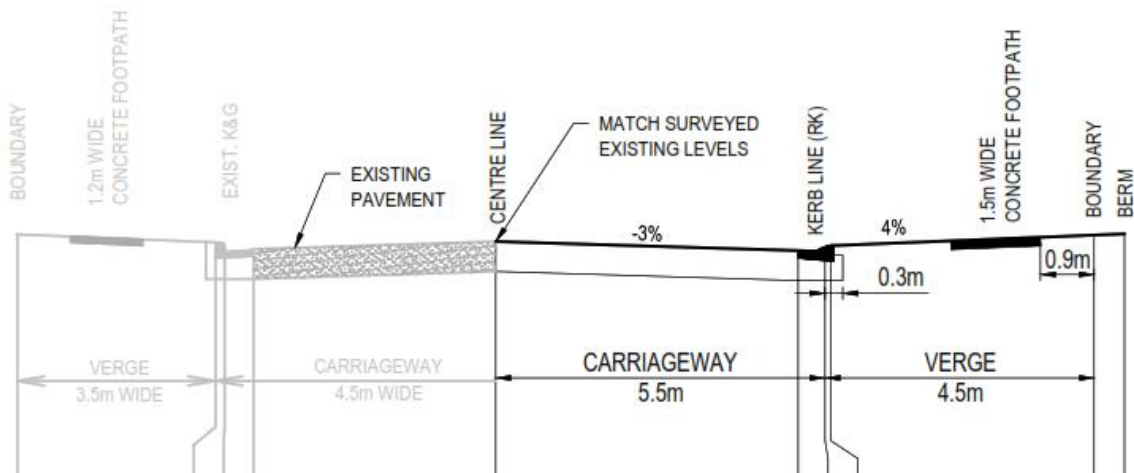 BOUNDARY
1.2m WIDE
CONCRETE FOOTPATH
EXIST. K&G
EXISTING
PAVEMENT
CENTRE LINE
MATCH SURVEYED
EXISTING LEVELS
-3%
KERB LINE (RK)
4%
1.5m WIDE
CONCRETE FOOTPATH
BOUNDARY
BERM
0.3m
0.9m
VERGE
3.5m WIDE
CARRIAGEWAY
4.5m WIDE
CARRIAGEWAY
5.5m
VERGE
4.5m